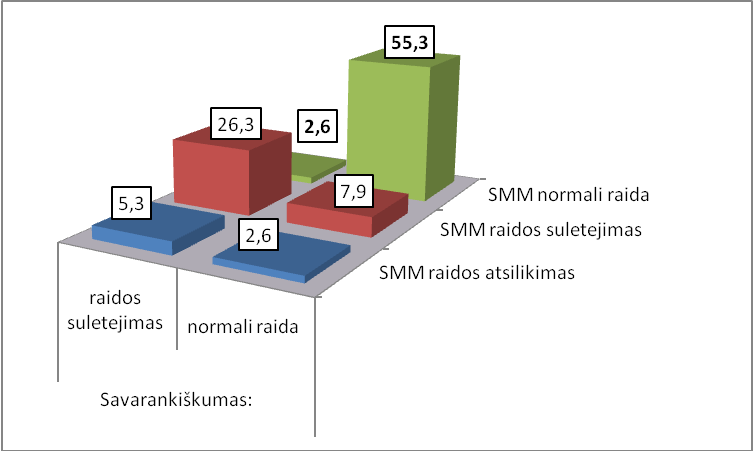 55,3
26,3
2,6
5,3
7,9
2,6
SMM normali raida
SMM raidos suletejimas
SMM raidos atsilikimas
raidos
suletejimas
normali raida
Savarankiškumas: